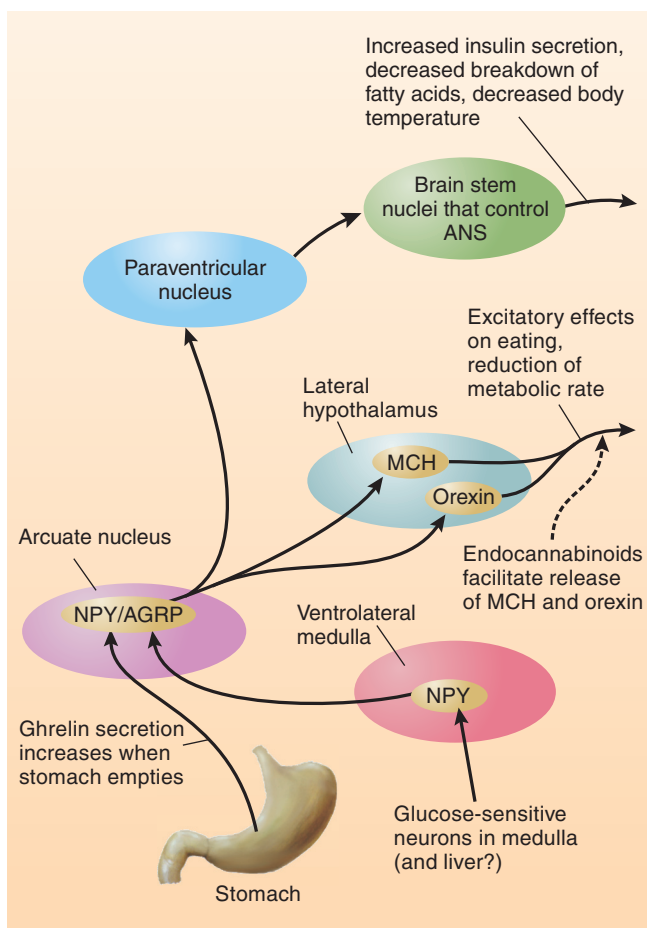 Increased insulin secretion,
decreased breakdown of
fatty acids, decreased body
temperature
Brain stem
nuclei that control
ANS
Paraventricular
nucleus
Excitatory effects
on eating,
reduction of
metabolic rate
Lateral
hypothalamus
MCH
Orexin
Arcuate nucleus
Endocannabinoids
facilitate release
of MCH and orexin
NPY/AGRP
Ventrolateral
medulla
NPY
Ghrelin secretion
increases when
stomach empties
Glucose-sensitive
neurons in medulla
(and liver?)
Stomach